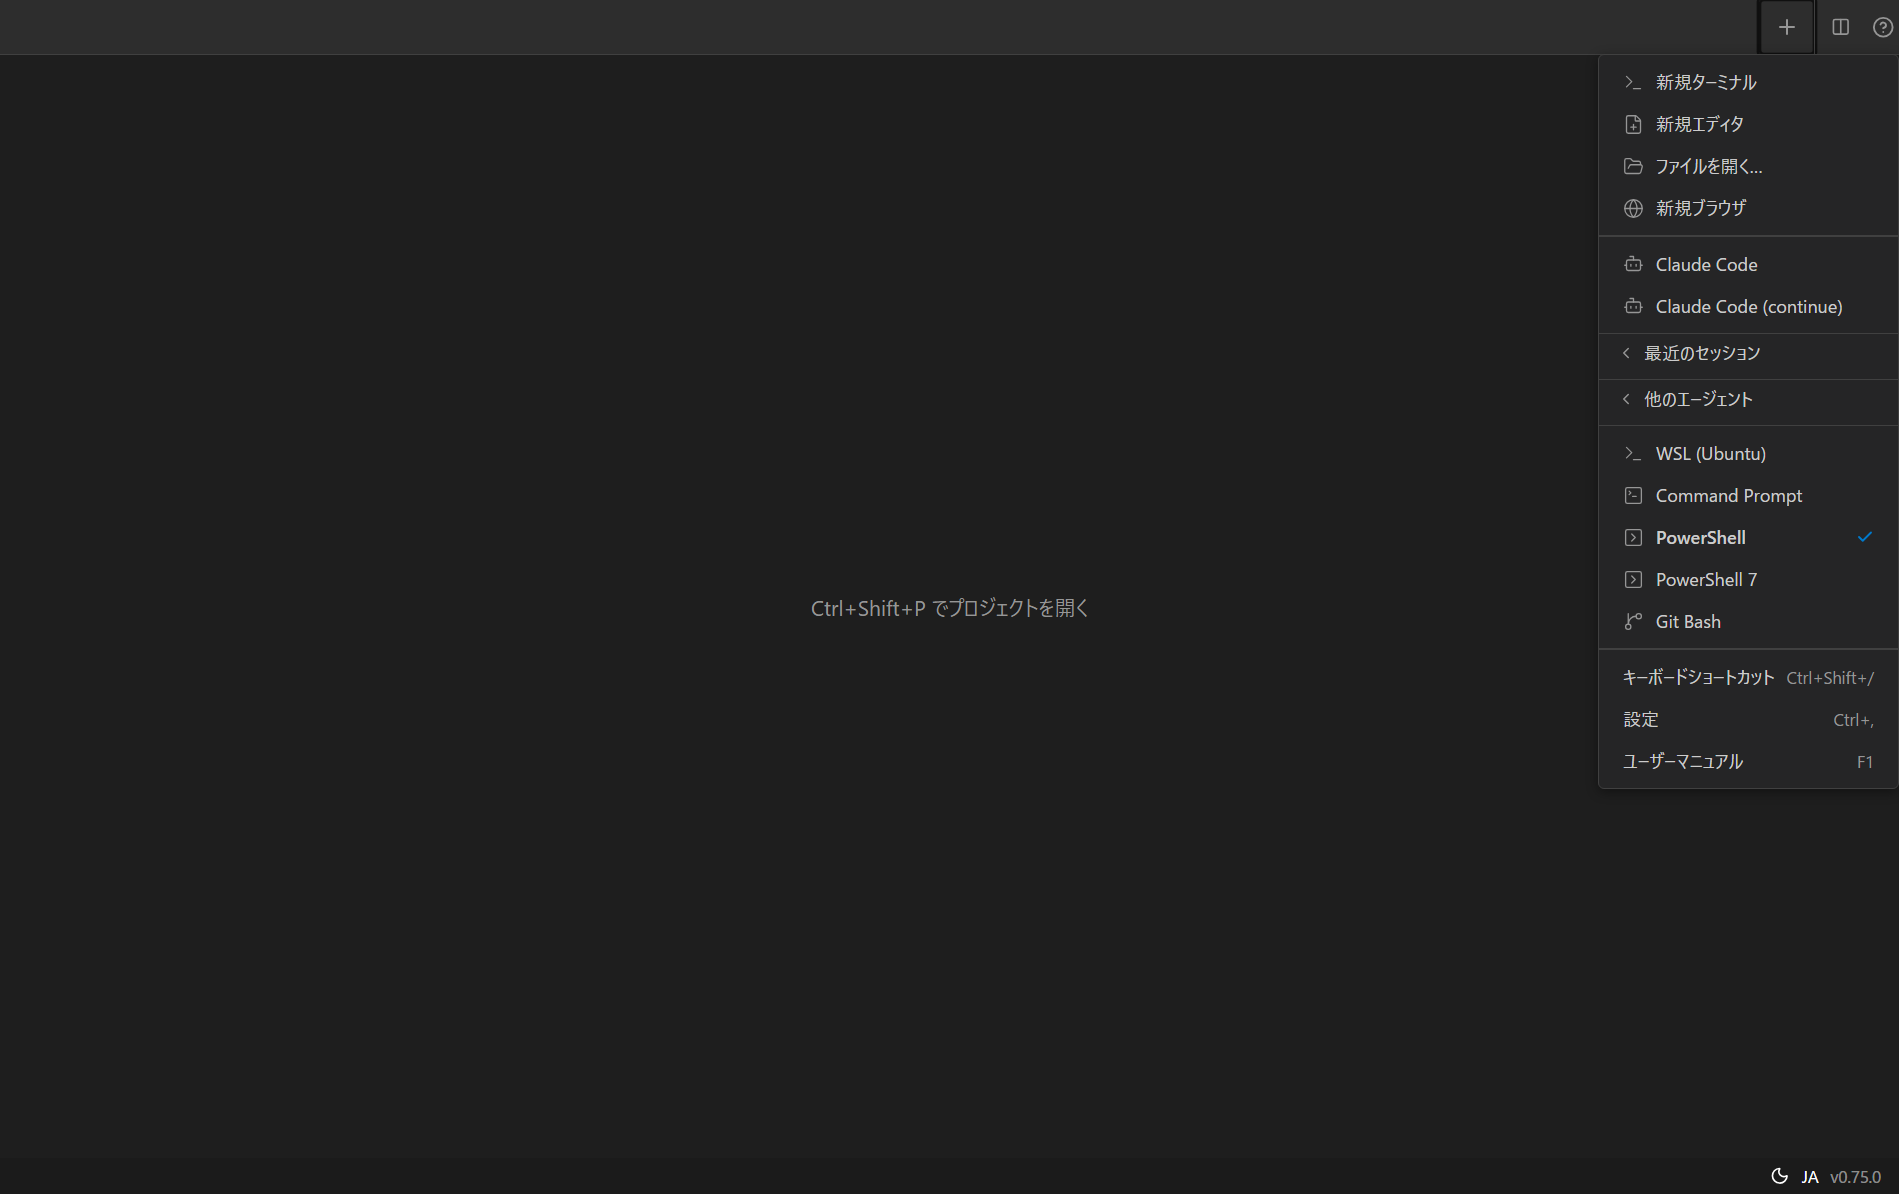 新規ターミナル
新規エディタ
ファイルを開く...
新規ブラウザ
Claude Code
Claude Code (continue)
最近のセッション
他のエージェント
WSL (Ubuntu)
Command Prompt
PowerShell
PowerShell 7
Git Bash
キーボードショートカット Ctrl+Shift+/
設定 Ctrl+,
ユーザーマニュアル F1
Ctrl+Shift+P でプロジェクトを開く
JA v0.75.0